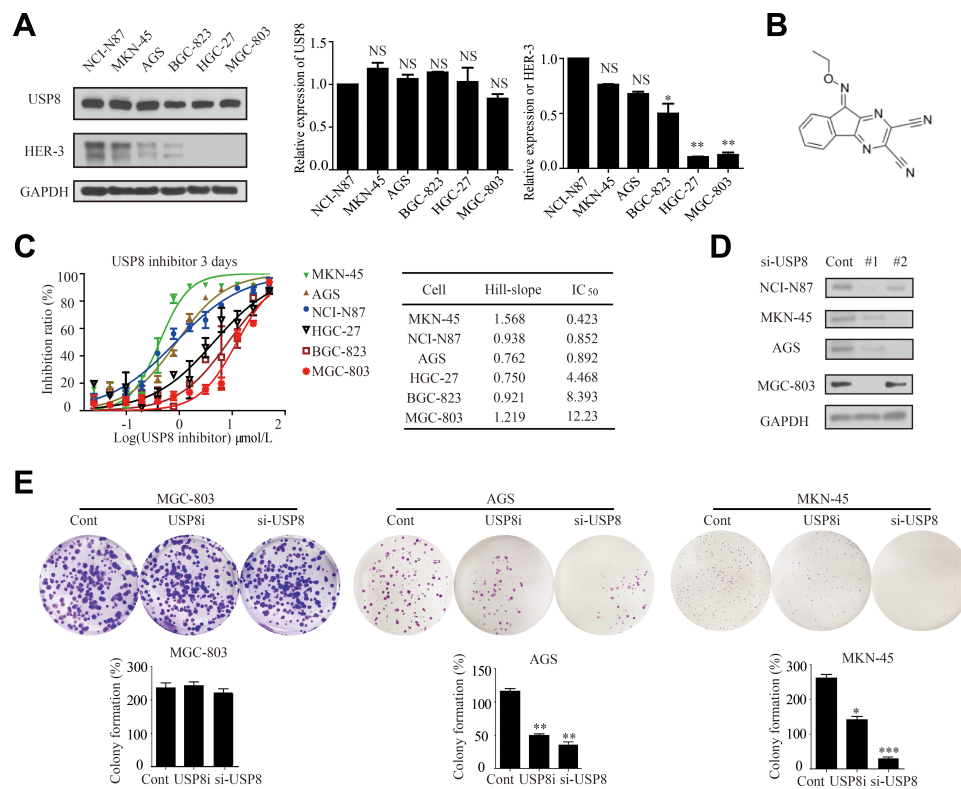 A
NCI-N87
MKN-45
AGS
BGC-823
HGC-27
MGC-803
USP8
HER-3
GAPDH
Relative expression of USP8
1.5
1.0
0.5
0.0
NS
NS
NS
NS
NS
NCI-N87
MKN-45
AGS
BGC-823
HGC-27
MGC-803
Relative expression or HER-3
1.0
0.8
0.6
0.4
0.2
0.0
NS
NS
*
**
**
NCI-N87
MKN-45
AGS
BGC-823
HGC-27
MGC-803
B
O
N
N
N
N
N
C
USP8 inhibitor 3 days
Inhibition ratio (%)
100
80
60
40
20
0
-1 0 1 2
Log(USP8 inhibitor) μmol/L
MKN-45
AGS
NCI-N87
HGC-27
BGC-823
MGC-803
Cell Hill-slope IC50
MKN-45 1.568 0.423
NCI-N87 0.938 0.852
AGS 0.762 0.892
HGC-27 0.750 4.468
BGC-823 0.921 8.393
MGC-803 1.219 12.23
D
si-USP8 Cont #1 #2
NCI-N87
MKN-45
AGS
MGC-803
GAPDH
E
MGC-803
Cont USP8i si-USP8
AGS
Cont USP8i si-USP8
MKN-45
Cont USP8i si-USP8
MGC-803
Colony formation (%)
300
200
100
0
Cont USP8i si-USP8
AGS
Colony formation (%)
150
100
50
0
**
**
Cont USP8i si-USP8
MKN-45
Colony formation (%)
300
200
100
0
*
***
Cont USP8i si-USP8